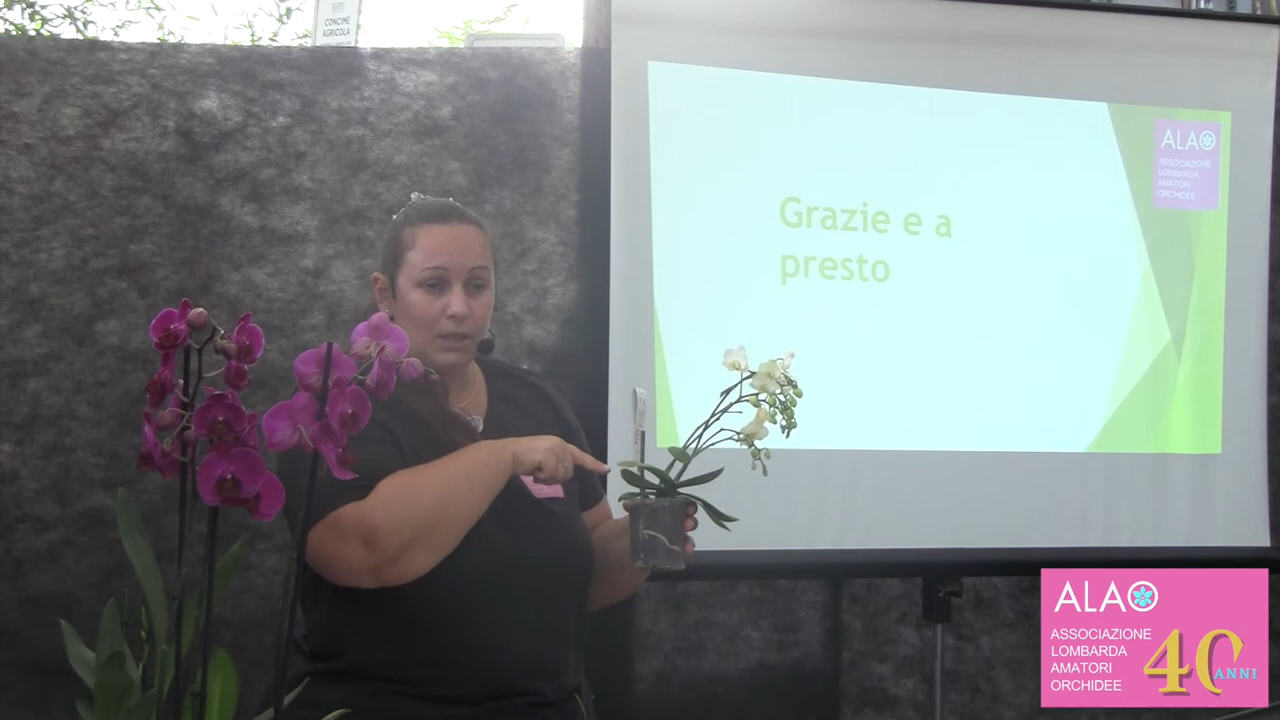 CONCIME
AGRICOLA
ALAO
ASSOCIAZIONE
LOMBARDA
AMATORI
ORCHIDEE
Grazie e a
presto
ALAO
ASSOCIAZIONE
LOMBARDA
AMATORI
ORCHIDEE
40
ANNI